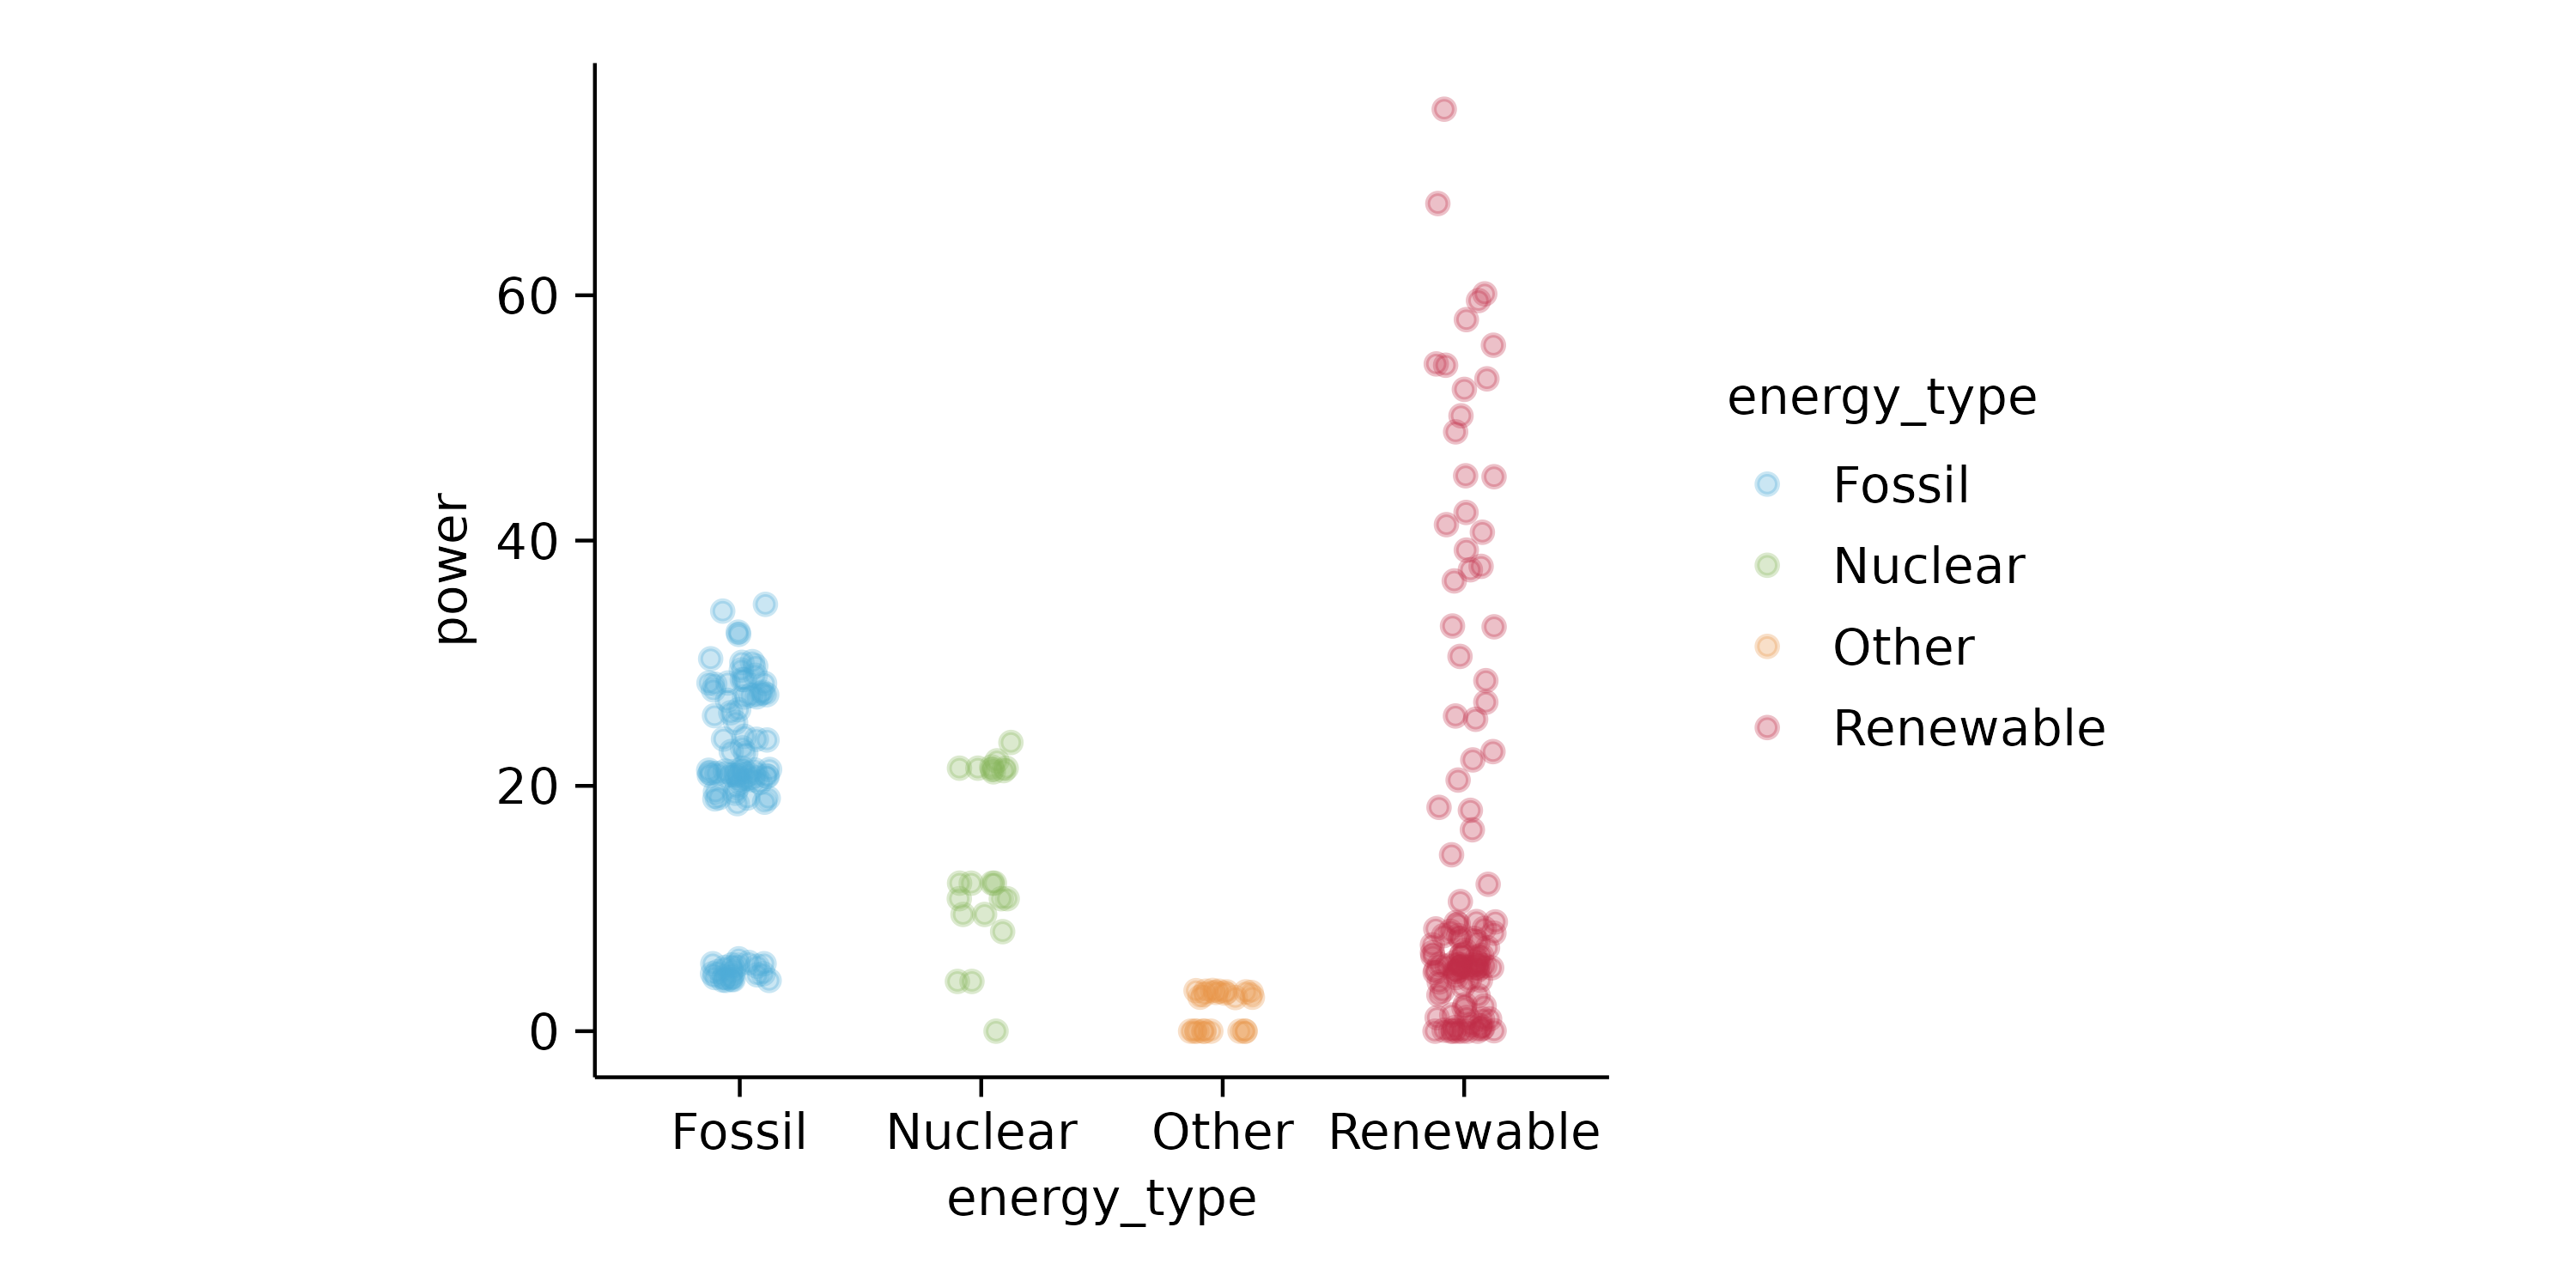 power
60
40
20
0
Fossil Nuclear Other Renewable
energy_type
energy_type
Fossil
Nuclear
Other
Renewable